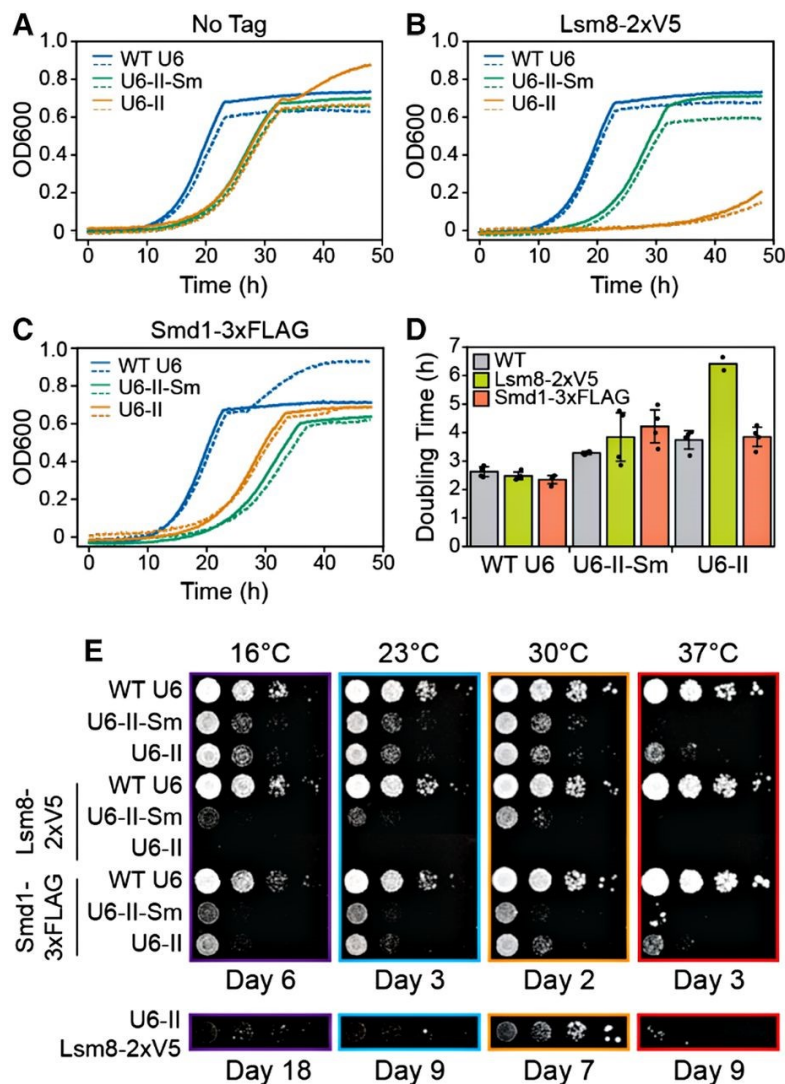 A
No Tag
WT U6
U6-II-Sm
U6-II
1.0
0.8
0.6
0.4
0.2
0
OD600
0 10 20 30 40 50
Time (h)
B
Lsm8-2xV5
WT U6
U6-II-Sm
U6-II
1.0
0.8
0.6
0.4
0.2
0
OD600
0 10 20 30 40 50
Time (h)
C
Smd1-3xFLAG
WT U6
U6-II-Sm
U6-II
1.0
0.8
0.6
0.4
0.2
0
OD600
0 10 20 30 40 50
Time (h)
D
WT
Lsm8-2xV5
Smd1-3xFLAG
7
6
5
4
3
2
1
0
Doubling Time (h)
WT U6 U6-II-Sm U6-II
E
16°C 23°C 30°C 37°C
WT U6
U6-II-Sm
U6-II
Lsm8-
2xV5
WT U6
U6-II-Sm
U6-II
Smd1-
3xFLAG
WT U6
U6-II-Sm
U6-II
Day 6 Day 3 Day 2 Day 3
U6-II
Lsm8-2xV5
Day 18 Day 9 Day 7 Day 9